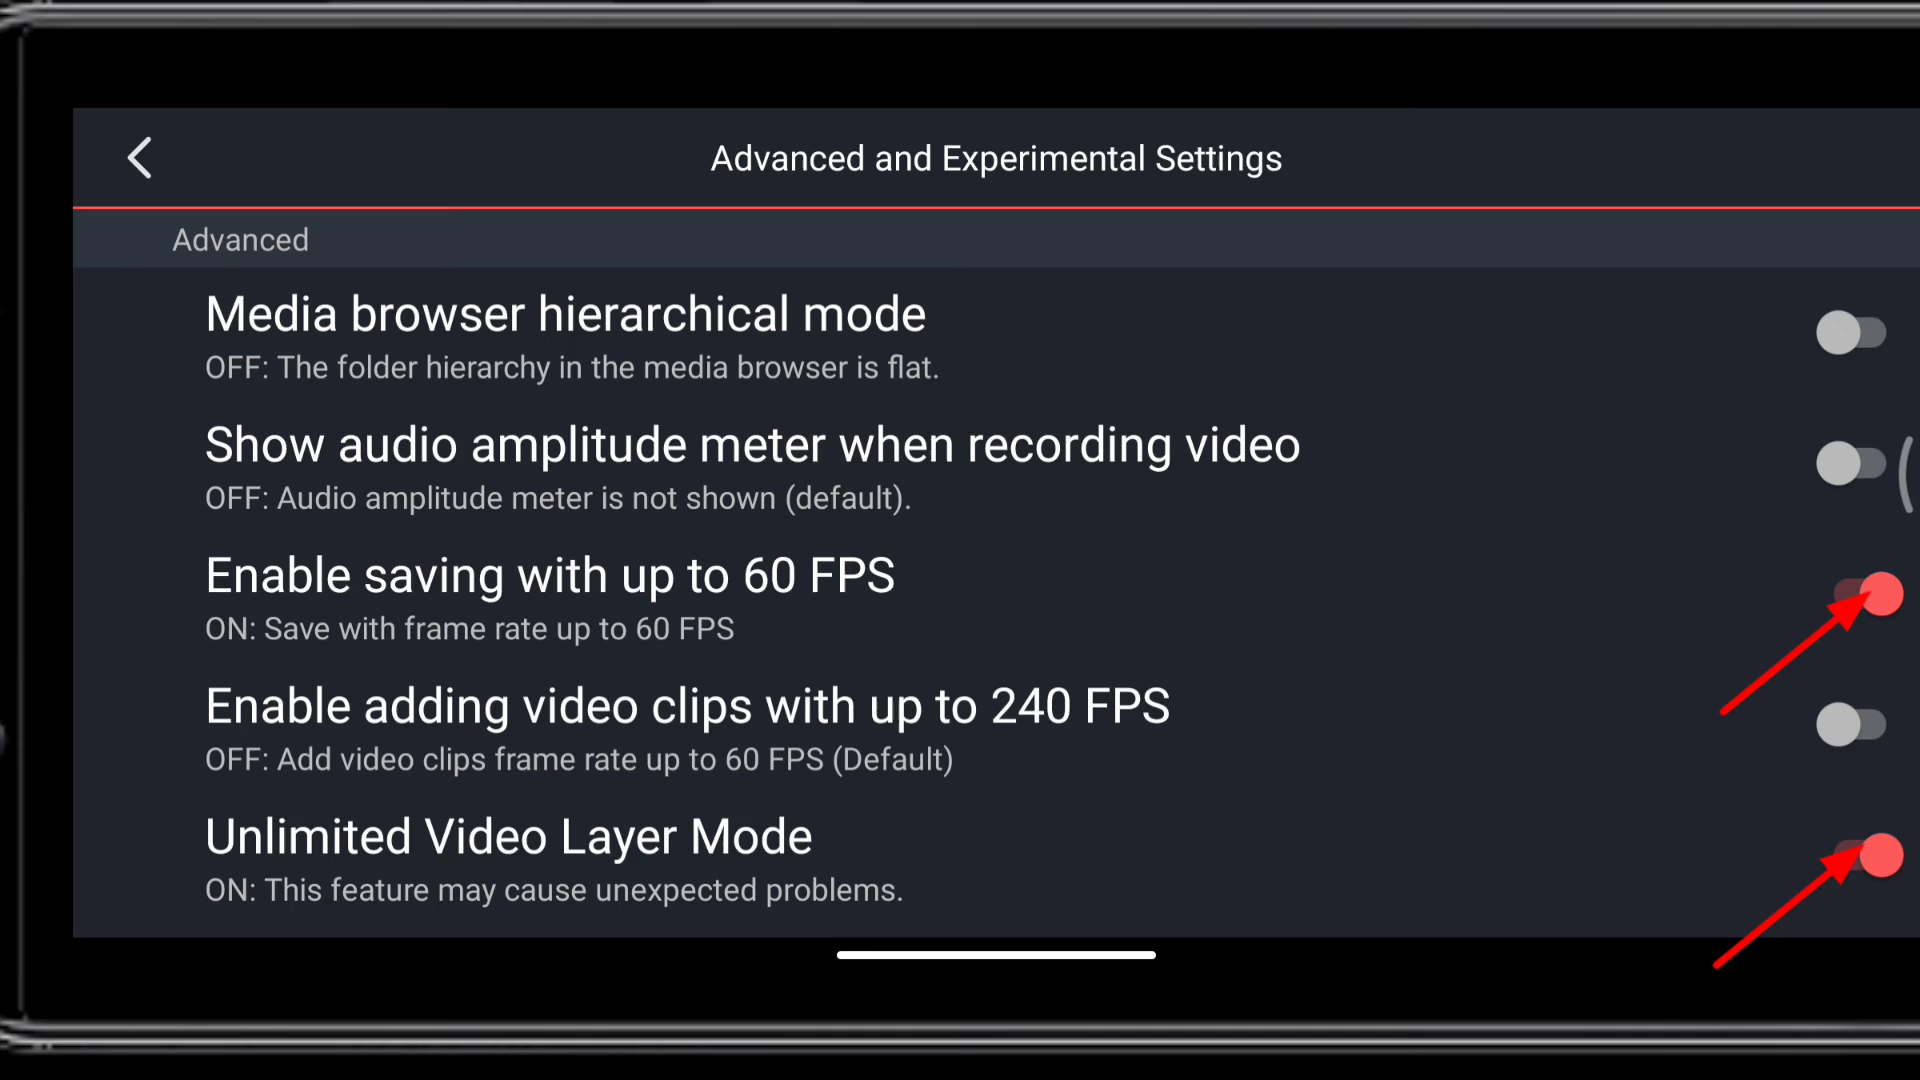 Advanced and Experimental Settings
Advanced
Media browser hierarchical mode
OFF: The folder hierarchy in the media browser is flat.
Show audio amplitude meter when recording video
OFF: Audio amplitude meter is not shown (default).
Enable saving with up to 60 FPS
ON: Save with frame rate up to 60 FPS
Enable adding video clips with up to 240 FPS
OFF: Add video clips frame rate up to 60 FPS (Default)
Unlimited Video Layer Mode
ON: This feature may cause unexpected problems.